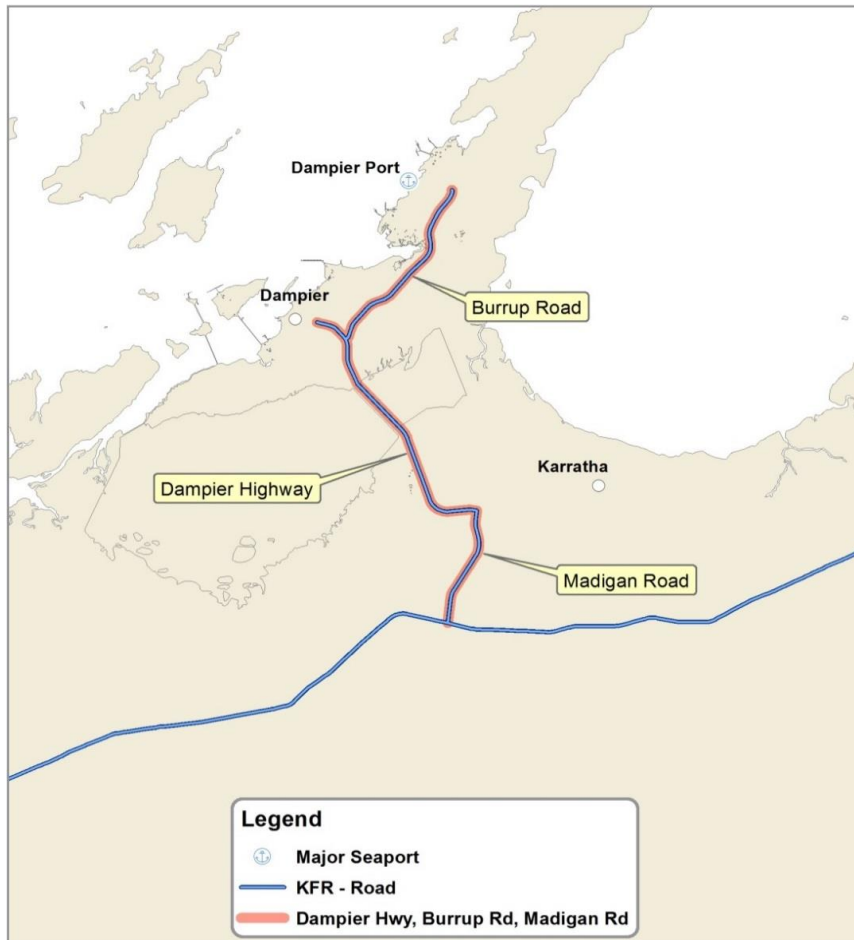 Dampier Port
Burrup Road
Dampier
Karratha
Dampier Highway
Madigan Road
Legend
Major Seaport
KFR - Road
Dampier Hwy, Burrup Rd, Madigan Rd